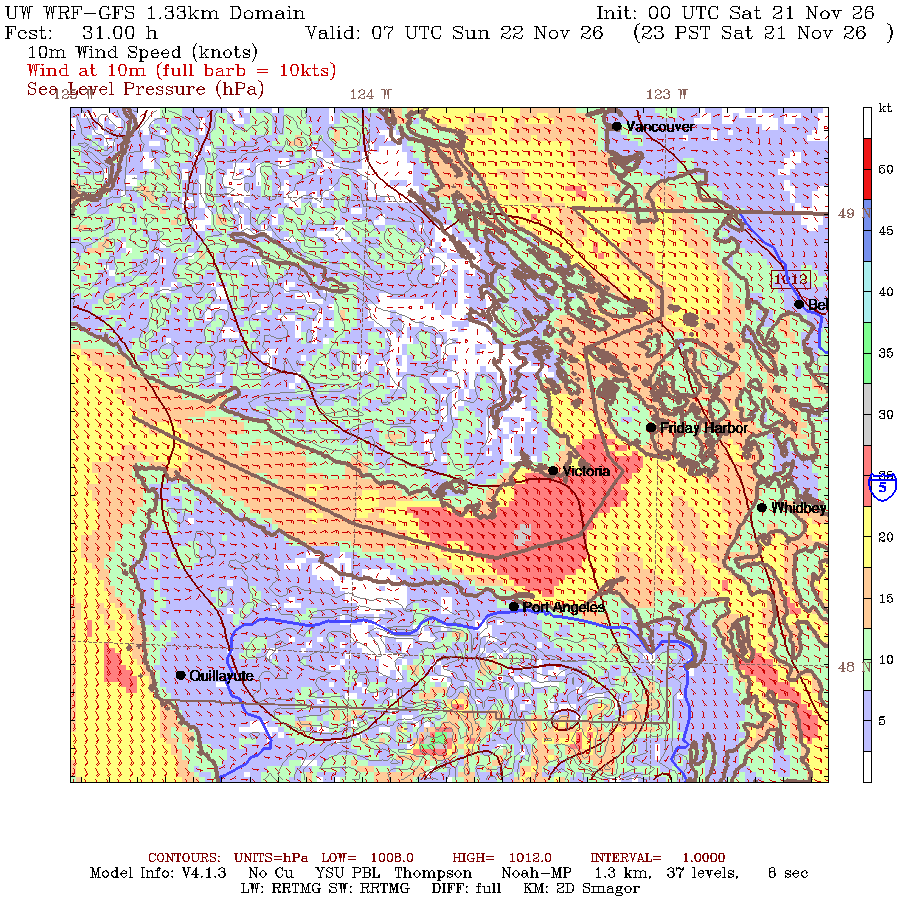 UW WRF-GFS 1.33km Domain Init: 00 UTC Sat 21 Nov 26
Fcst: 31.00 h Valid: 07 UTC Sun 22 Nov 26 (23 PST Sat 21 Nov 26 )
10m Wind Speed (knots)
Wind at 10m (full barb = 10kts)
Sea Level Pressure (hPa)
125 W 124 W 123 W
kt
Vancouver
60
49 N
45
1012
40
Bel
35
30
Friday Harbor
Victoria
25
5
Whidbey
20
15
Port Angeles
10
48 N
Quillayute
5
CONTOURS: UNITS=hPa LOW= 1008.0 HIGH= 1012.0 INTERVAL= 1.0000
Model Info: V4.1.3 No Cu YSU PBL Thompson Noah-MP 1.3 km, 37 levels, 8 sec
LW: RRTMG SW: RRTMG DIFF: full KM: 2D Smagor